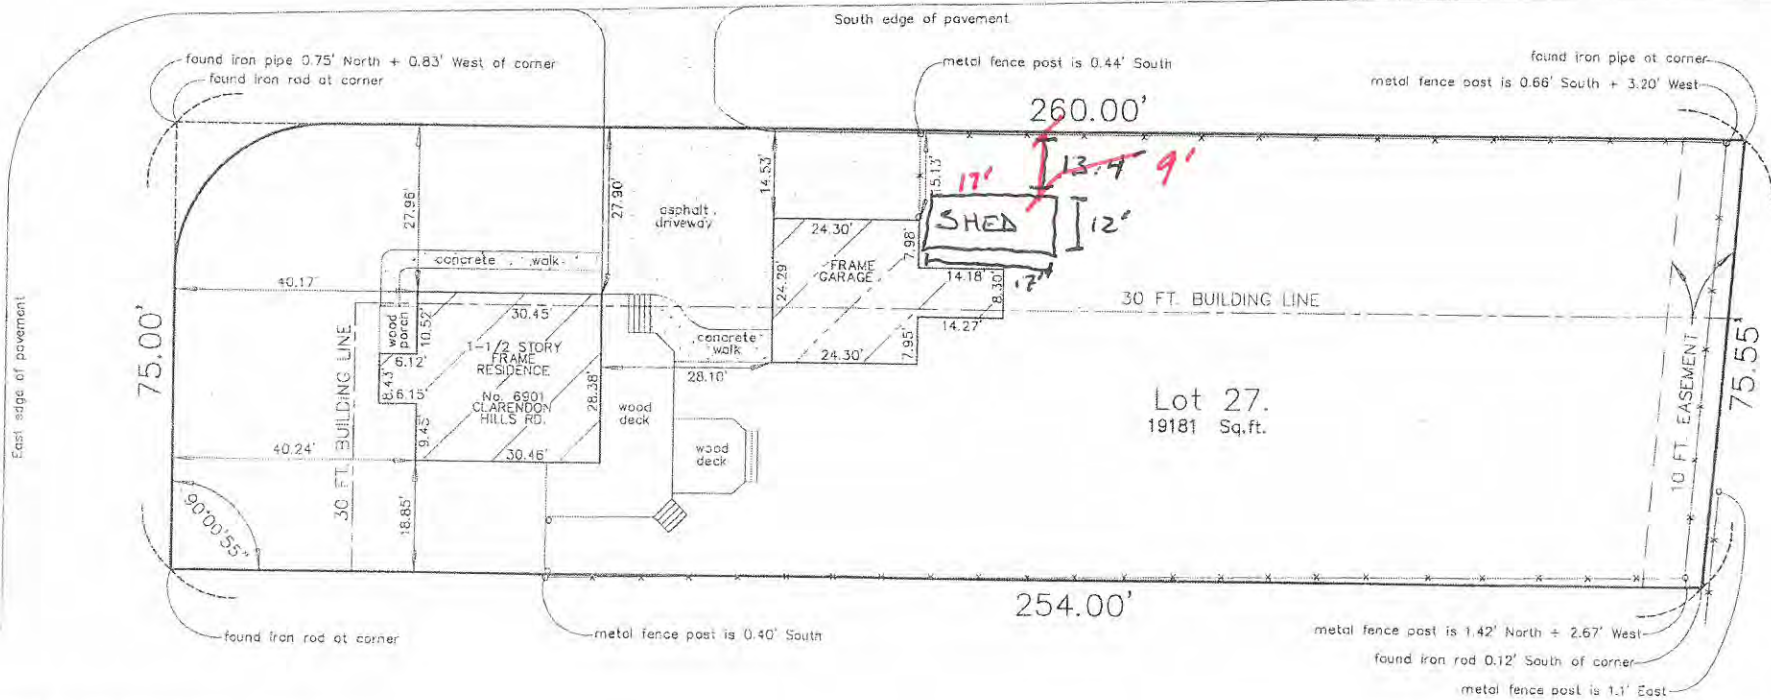 South edge of pavement
found iron pipe 0.75' North + 0.83' West of corner
found iron rod at corner
metal fence post is 0.44' South
found iron pipe at corner
metal fence post is 0.66' South + 3.20' West
260.00'
13.4
9'
17'
15.13'
SHED
12'
17'
27.96'
27.90'
14.53'
asphalt
driveway
24.30'
7.98'
FRAME
GARAGE
24.29'
14.18'
8.30'
14.27'
7.95'
24.30'
concrete walk
40.17'
30 FT. BUILDING LINE
East edge of pavement
75.00'
30 FT. BUILDING LINE
wood
porch
10.52'
30.45'
6.12'
8.43'
6.15'
1-1/2 STORY
FRAME
RESIDENCE
No. 6901
CLARENDON
HILLS RD.
28.38'
9.45'
30.46'
concrete
walk
28.10'
wood
deck
wood
deck
40.24'
18.85'
90°00'55"
Lot 27.
19181 Sq.ft.
10 FT. EASEMENT
75.55'
254.00'
found iron rod at corner
metal fence post is 0.40' South
metal fence post is 1.42' North + 2.67' West
found iron rod 0.12' South of corner
metal fence post is 1.1' East